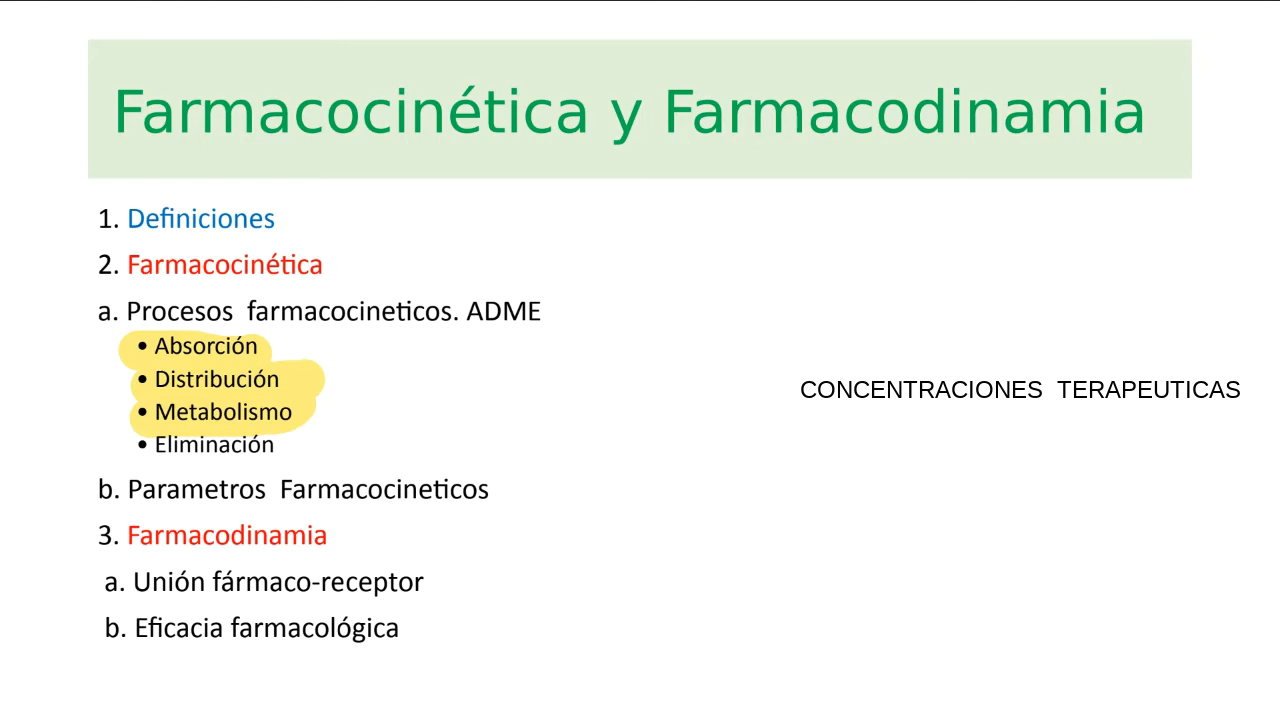 Farmacocinética y Farmacodinamia
1. Definiciones
2. Farmacocinética
a. Procesos  farmacocineticos. ADME
• Absorción
• Distribución
• Metabolismo
• Eliminación
b. Parametros  Farmacocineticos
3. Farmacodinamia
a. Unión fármaco-receptor
b. Eficacia farmacológica
CONCENTRACIONES  TERAPEUTICAS